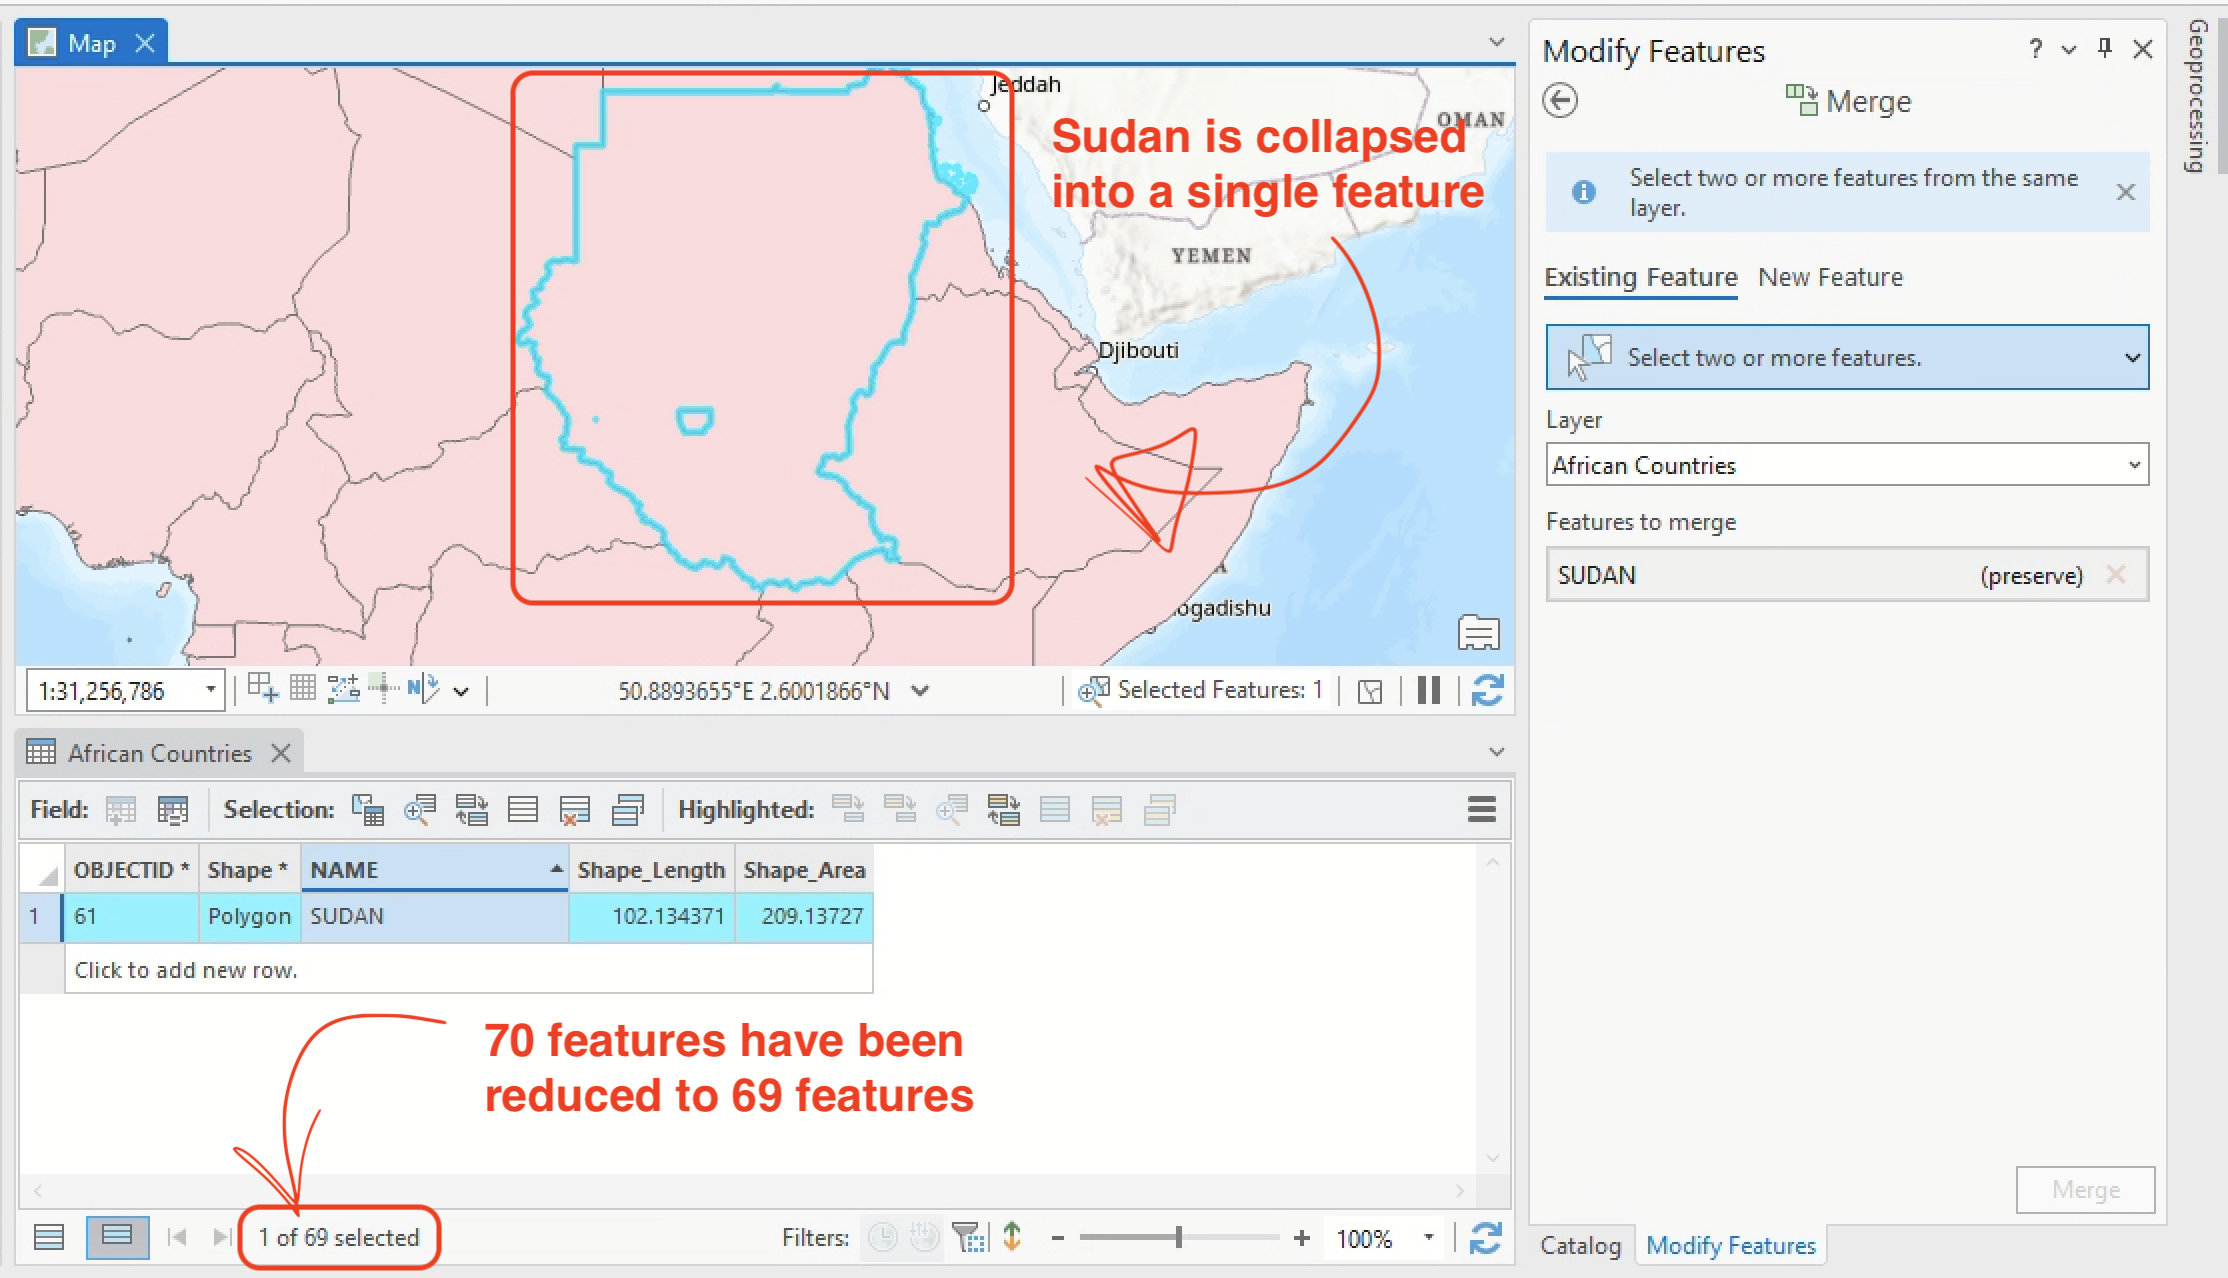 Map
Jeddah
OMAN
Sudan is collapsed
into a single feature
YEMEN
Djibouti
ogadishu
1:31,256,786
50.8893655°E 2.6001866°N
Selected Features: 1
African Countries
Field:
Selection:
Highlighted:
OBJECTID * Shape * NAME Shape_Length Shape_Area
1 61 Polygon SUDAN 102.134371 209.13727
Click to add new row.
70 features have been
reduced to 69 features
1 of 69 selected
Filters:
100%
Modify Features
?
Merge
Select two or more features from the same
layer.
Existing Feature New Feature
Select two or more features.
Layer
African Countries
Features to merge
SUDAN (preserve)
Merge
Catalog Modify Features
Geoprocessing